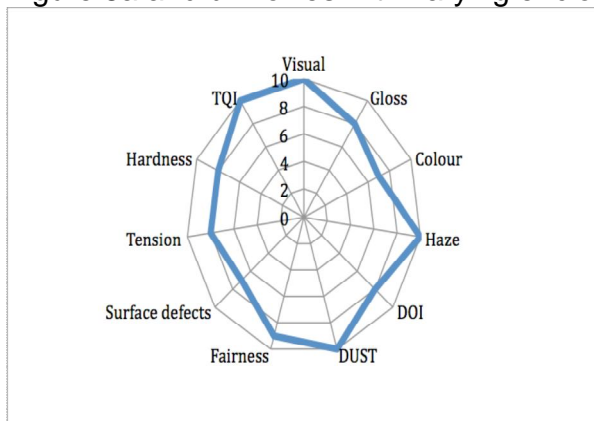 Visual
10
TQI
Gloss
8
6
Hardness
Colour
4
2
0
Tension
Haze
Surface defects
DOI
Fairness
DUST